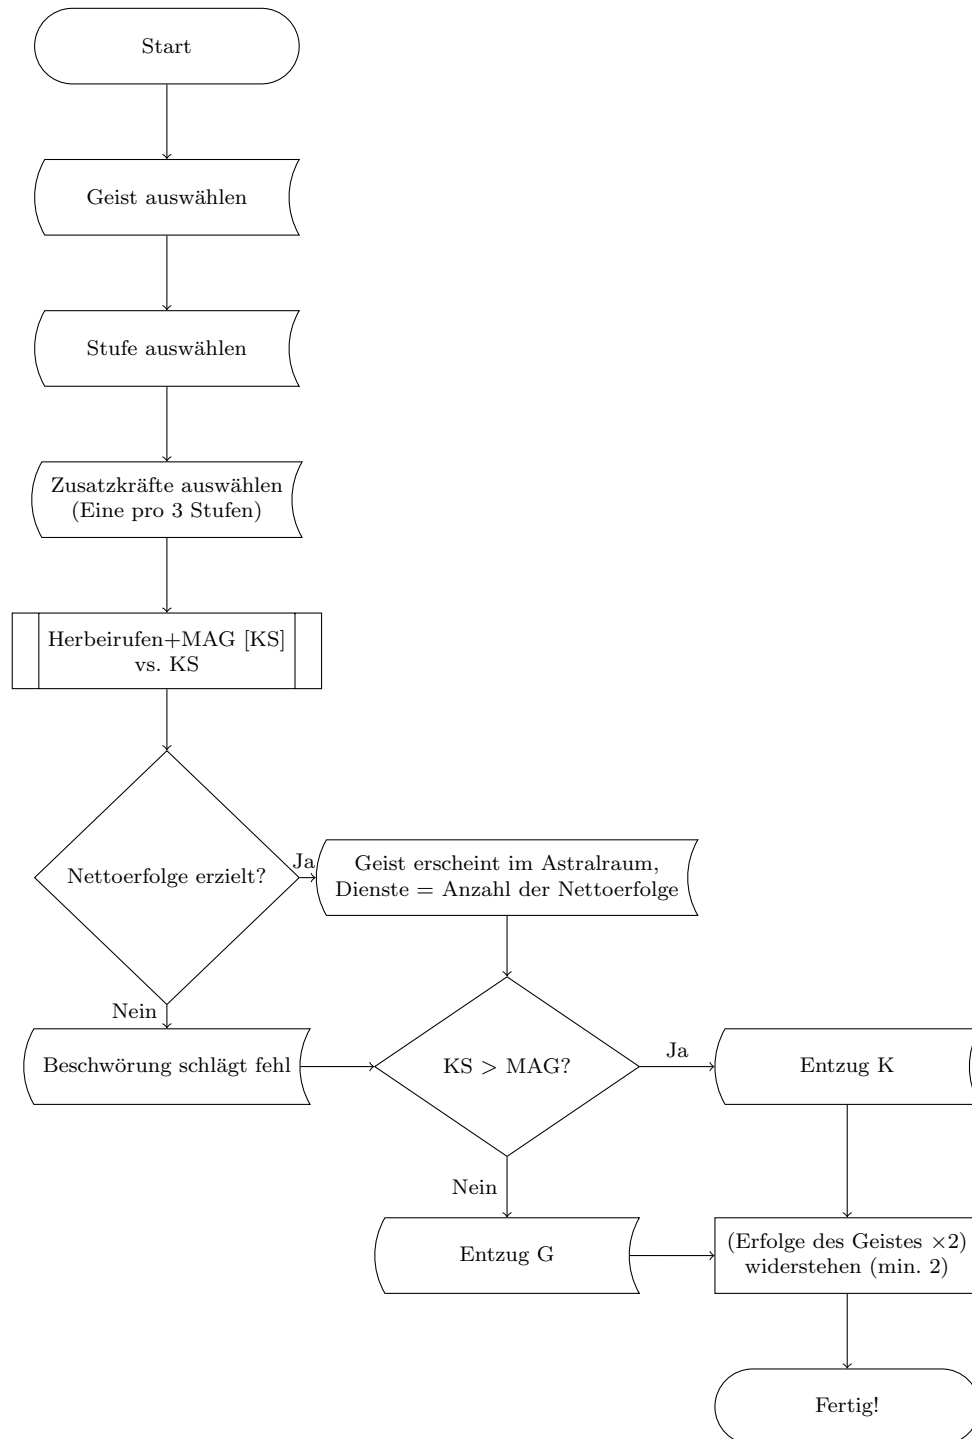 Start
Geist auswählen
Stufe auswählen
Zusatzkräfte auswählen
(Eine pro 3 Stufen)
Herbeirufen+MAG [KS]
vs. KS
Nettoerfolge erzielt?
Ja
Geist erscheint im Astralraum,
Dienste = Anzahl der Nettoerfolge
Nein
Beschwörung schlägt fehl
KS > MAG?
Ja
Entzug K
Nein
Entzug G
(Erfolge des Geistes ×2)
widerstehen (min. 2)
Fertig!